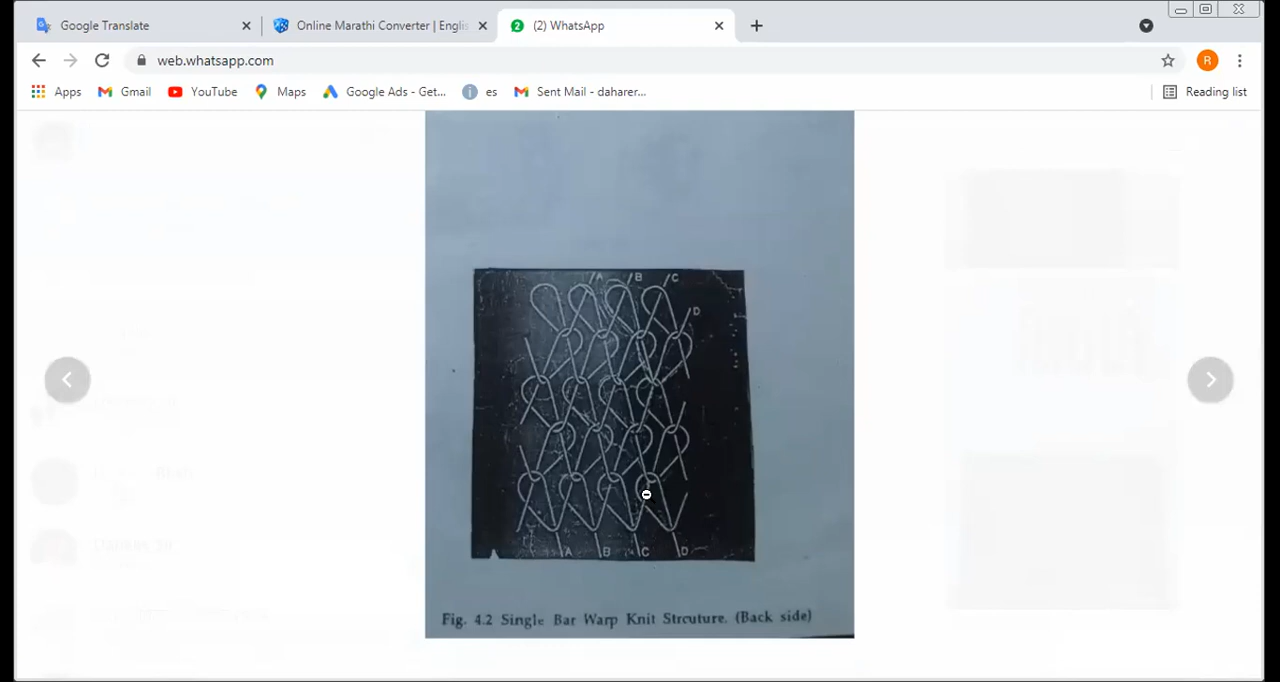 Google Translate
Online Marathi Converter | Englis
(2) WhatsApp
web.whatsapp.com
R
Apps
Gmail
YouTube
Maps
Google Ads - Get...
es
Sent Mail - daharer...
Reading list
A B C
D
A B C D
Fig. 4.2 Single Bar Warp Knit Strcuture. (Back side)